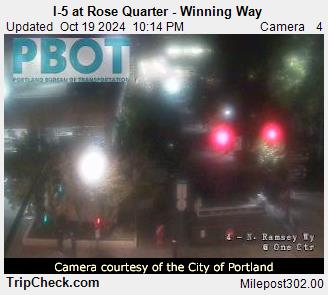 I-5 at Rose Quarter - Winning Way
Updated Oct 19 2024 10:14 PM Camera 4
PBOT
PORTLAND BUREAU OF TRANSPORTATION
4 - N. Ramsey Wy
@ One Ctr
Camera courtesy of the City of Portland
TripCheck.com Milepost302.00